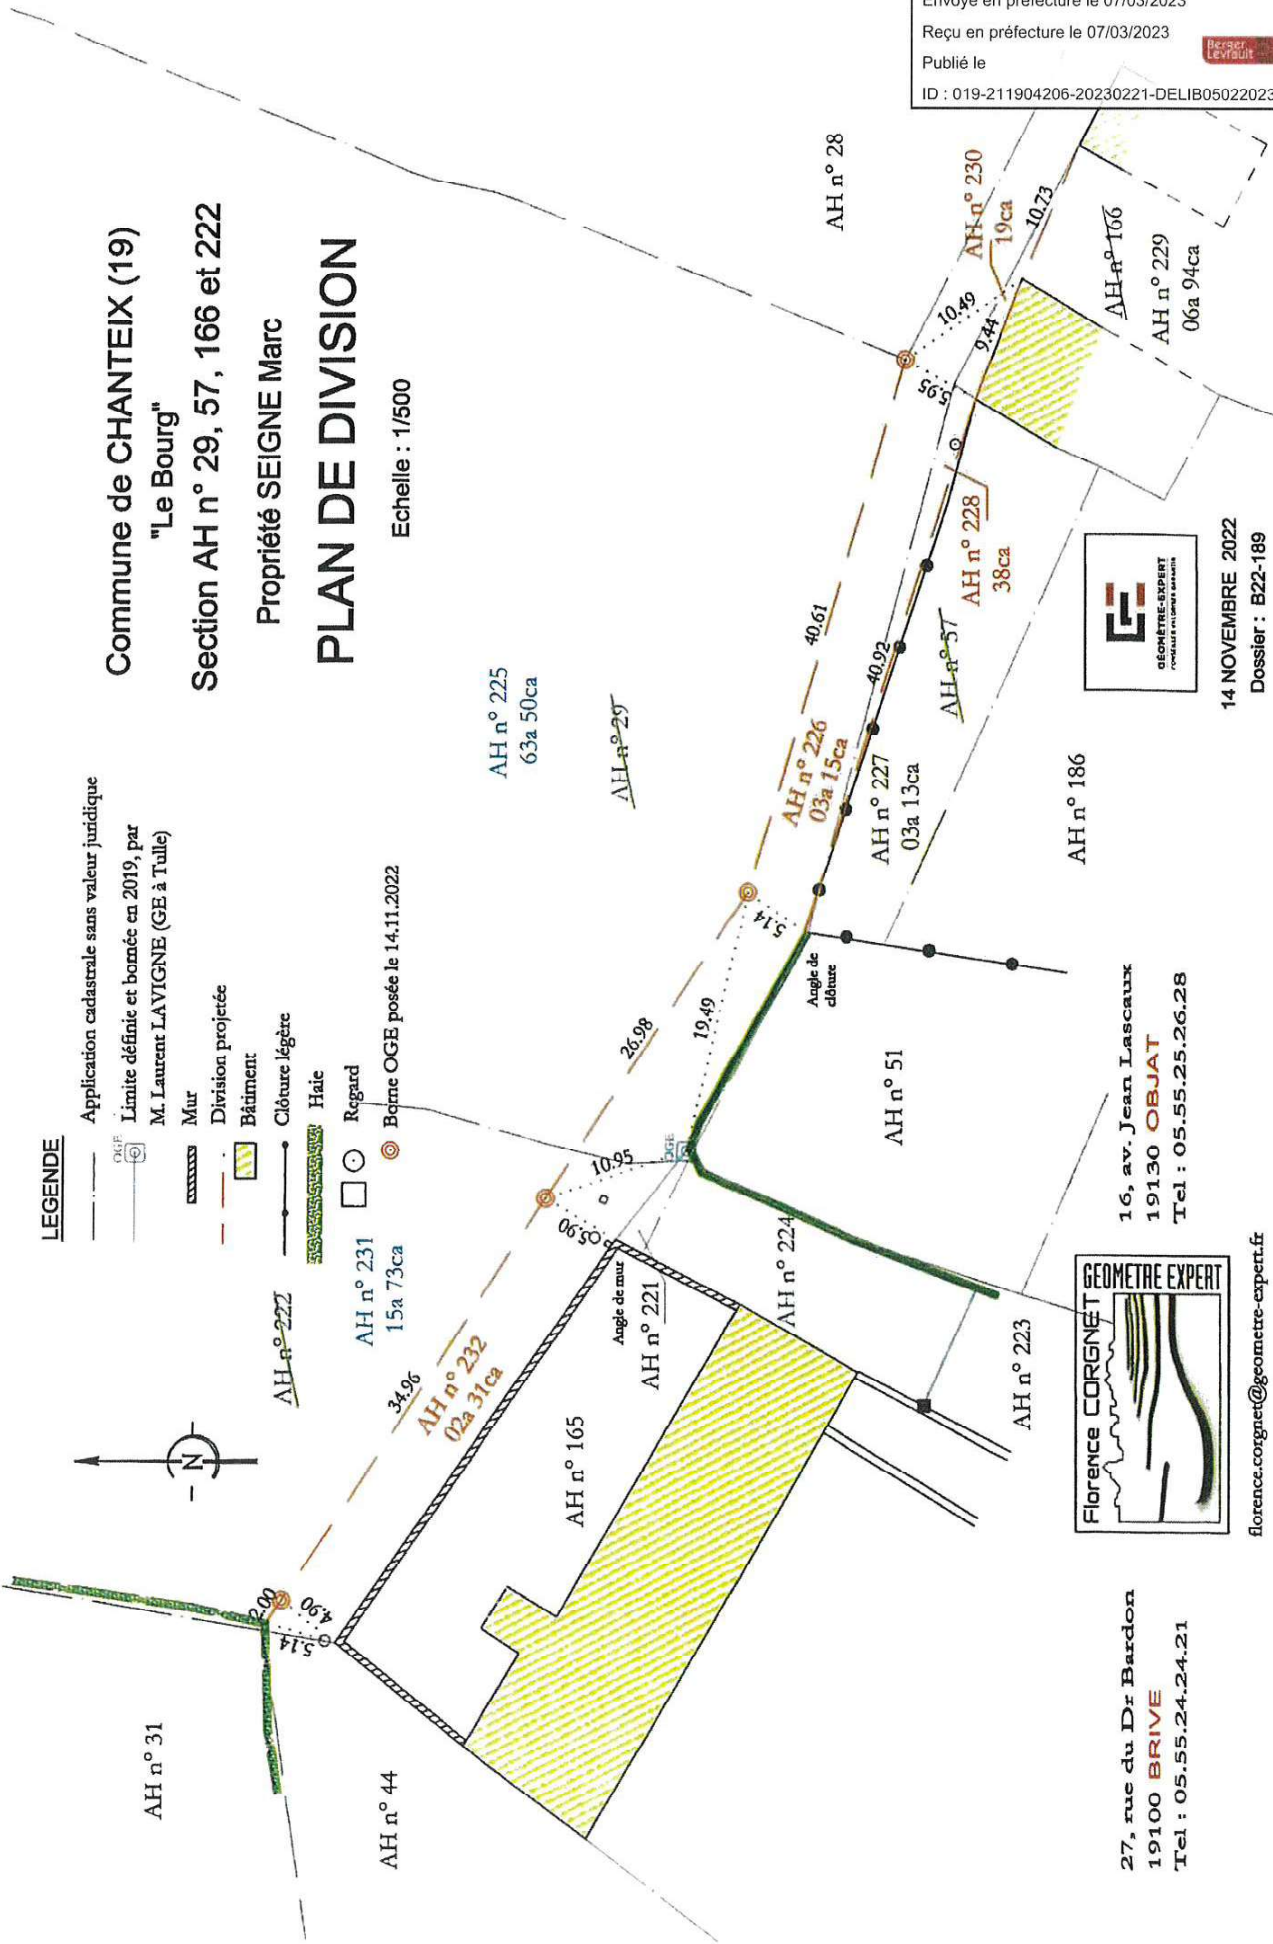 Envoyé en préfecture le 07/03/2023
Reçu en préfecture le 07/03/2023
Publié le
ID : 019-211904206-20230221-DELIB05022023
Berger
Levrault
Commune de CHANTEIX (19)
"Le Bourg"
Section AH n° 29, 57, 166 et 222
Propriété SEIGNE Marc
PLAN DE DIVISION
Echelle : 1/500
LEGENDE
Application cadastrale sans valeur juridique
OGE
Limite définie et bornée en 2019, par
M. Laurent LAVIGNE (GE à Tulle)
Mur
Division projetée
Bâtiment
Clôture légère
Haie
Regard
Borne OGE posée le 14.11.2022
N
AH n° 31
AH n° 44
AH n° 222
AH n° 231
15a 73ca
AH n° 232
02a 31ca
34.96
2.00
4.90
5.14
AH n° 165
Angle de mur
AH n° 221
AH n° 224
AH n° 223
5.90
10.95
OGE
26.98
19.49
5.14
Angle de
clôture
AH n° 51
AH n° 225
63a 50ca
AH n° 29
40.61
AH n° 226
03a 15ca
40.92
AH n° 227
03a 13ca
AH n° 57
AH n° 228
38ca
AH n° 186
AH n° 28
5.95
10.49
9.44
AH n° 230
19ca
10.73
AH n° 166
AH n° 229
06a 94ca
GÉOMÈTRE-EXPERT
14 NOVEMBRE 2022
Dossier : B22-189
27, rue du Dr Bardon
19100 BRIVE
Tel : 05.55.24.24.21
Florence CORGNET
GEOMETRE EXPERT
16, av. Jean Lascaux
19130 OBJAT
Tel : 05.55.25.26.28
florence.corgnet@geometre-expert.fr